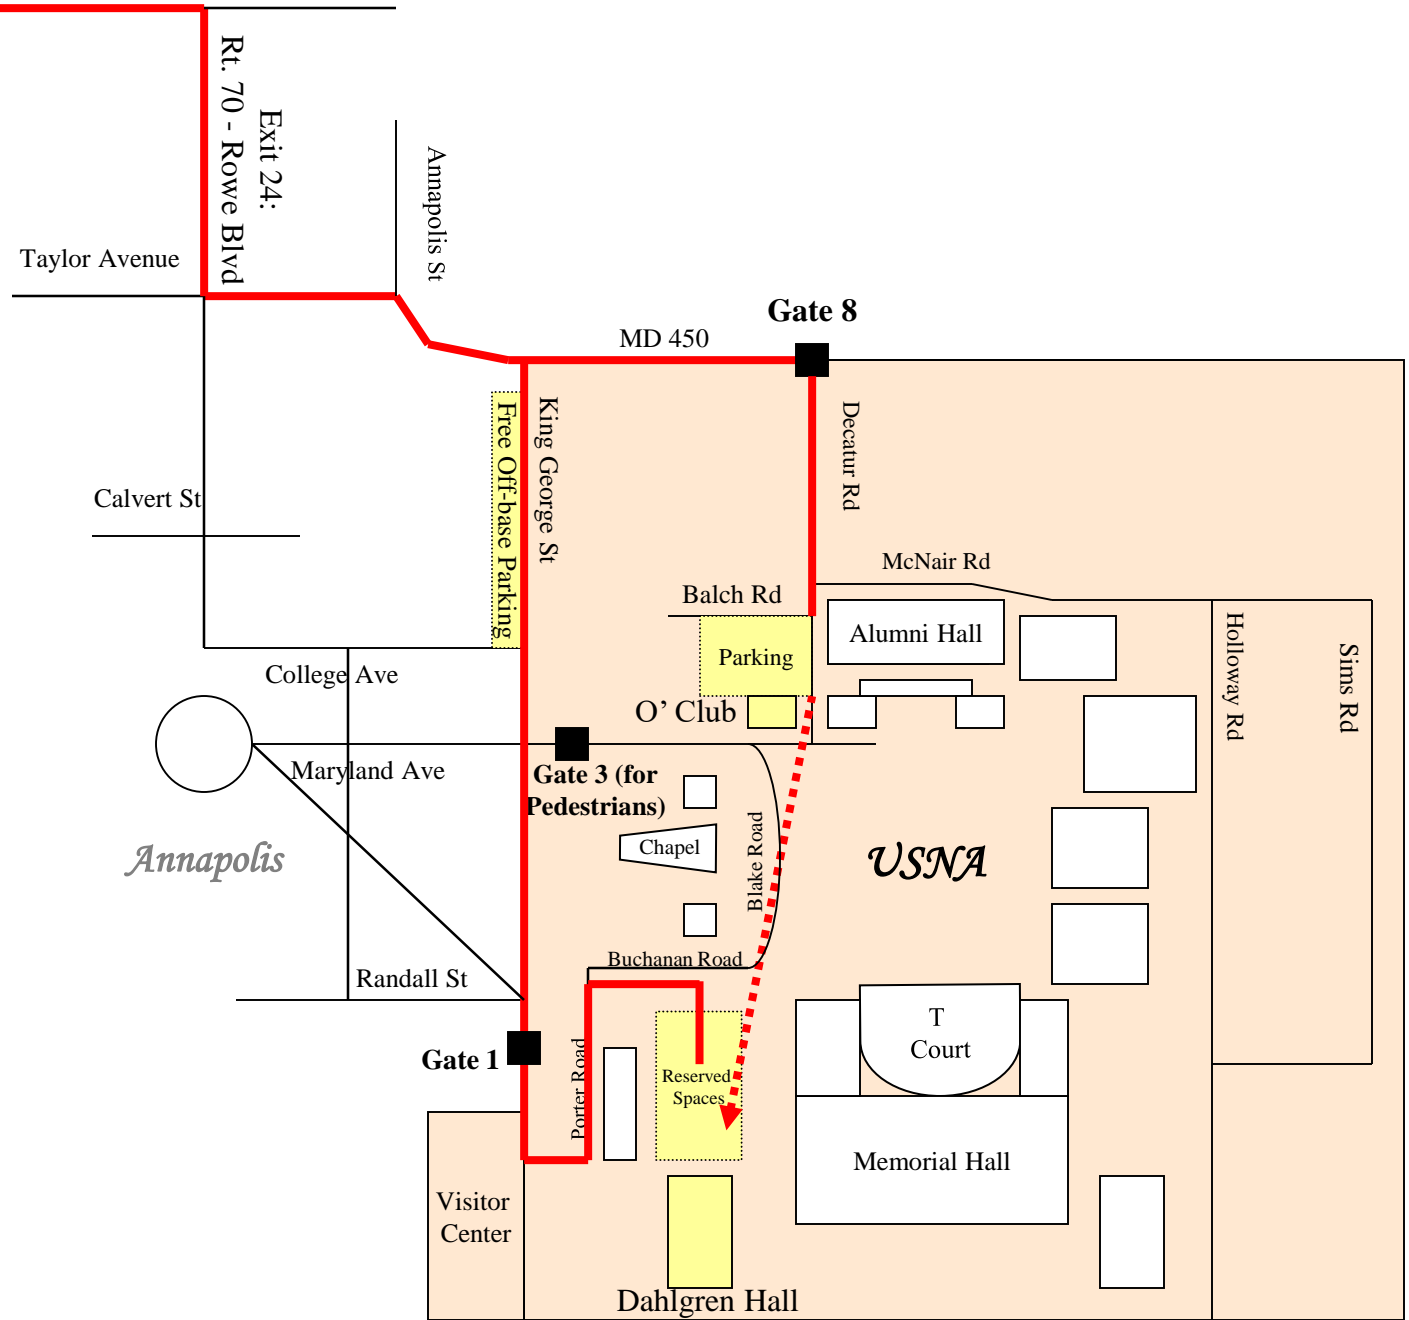 Exit 24:
Rt. 70 - Rowe Blvd
Annapolis St
Taylor Avenue
Gate 8
MD 450
King George St
Free Off-base Parking
Decatur Rd
Calvert St
McNair Rd
Balch Rd
Alumni Hall
Parking
Holloway Rd
Sims Rd
College Ave
O' Club
Maryland Ave
Gate 3 (for
Pedestrians)
Annapolis
Chapel
Blake Road
USNA
Buchanan Road
Randall St
T
Court
Gate 1
Porter Road
Reserved
Spaces
Memorial Hall
Visitor
Center
Dahlgren Hall